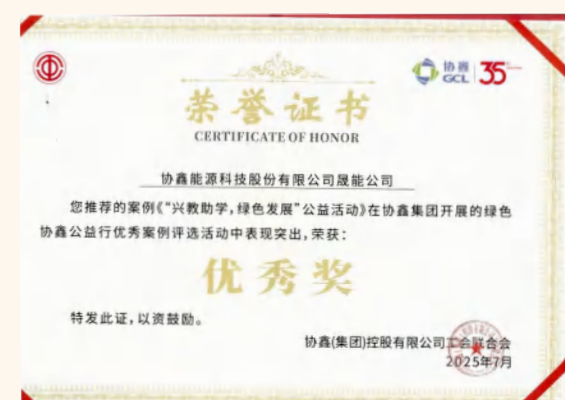 协鑫
GCL
35
荣誉证书
CERTIFICATE OF HONOR
协鑫能源科技股份有限公司晟能公司
您推荐的案例《“兴教助学,绿色发展”公益活动》在协鑫集团开展的绿色
协鑫公益行优秀案例评选活动中表现突出,荣获:
优秀奖
特发此证,以资鼓励。
协鑫(集团)控股有限公司工会联合会
2025年7月